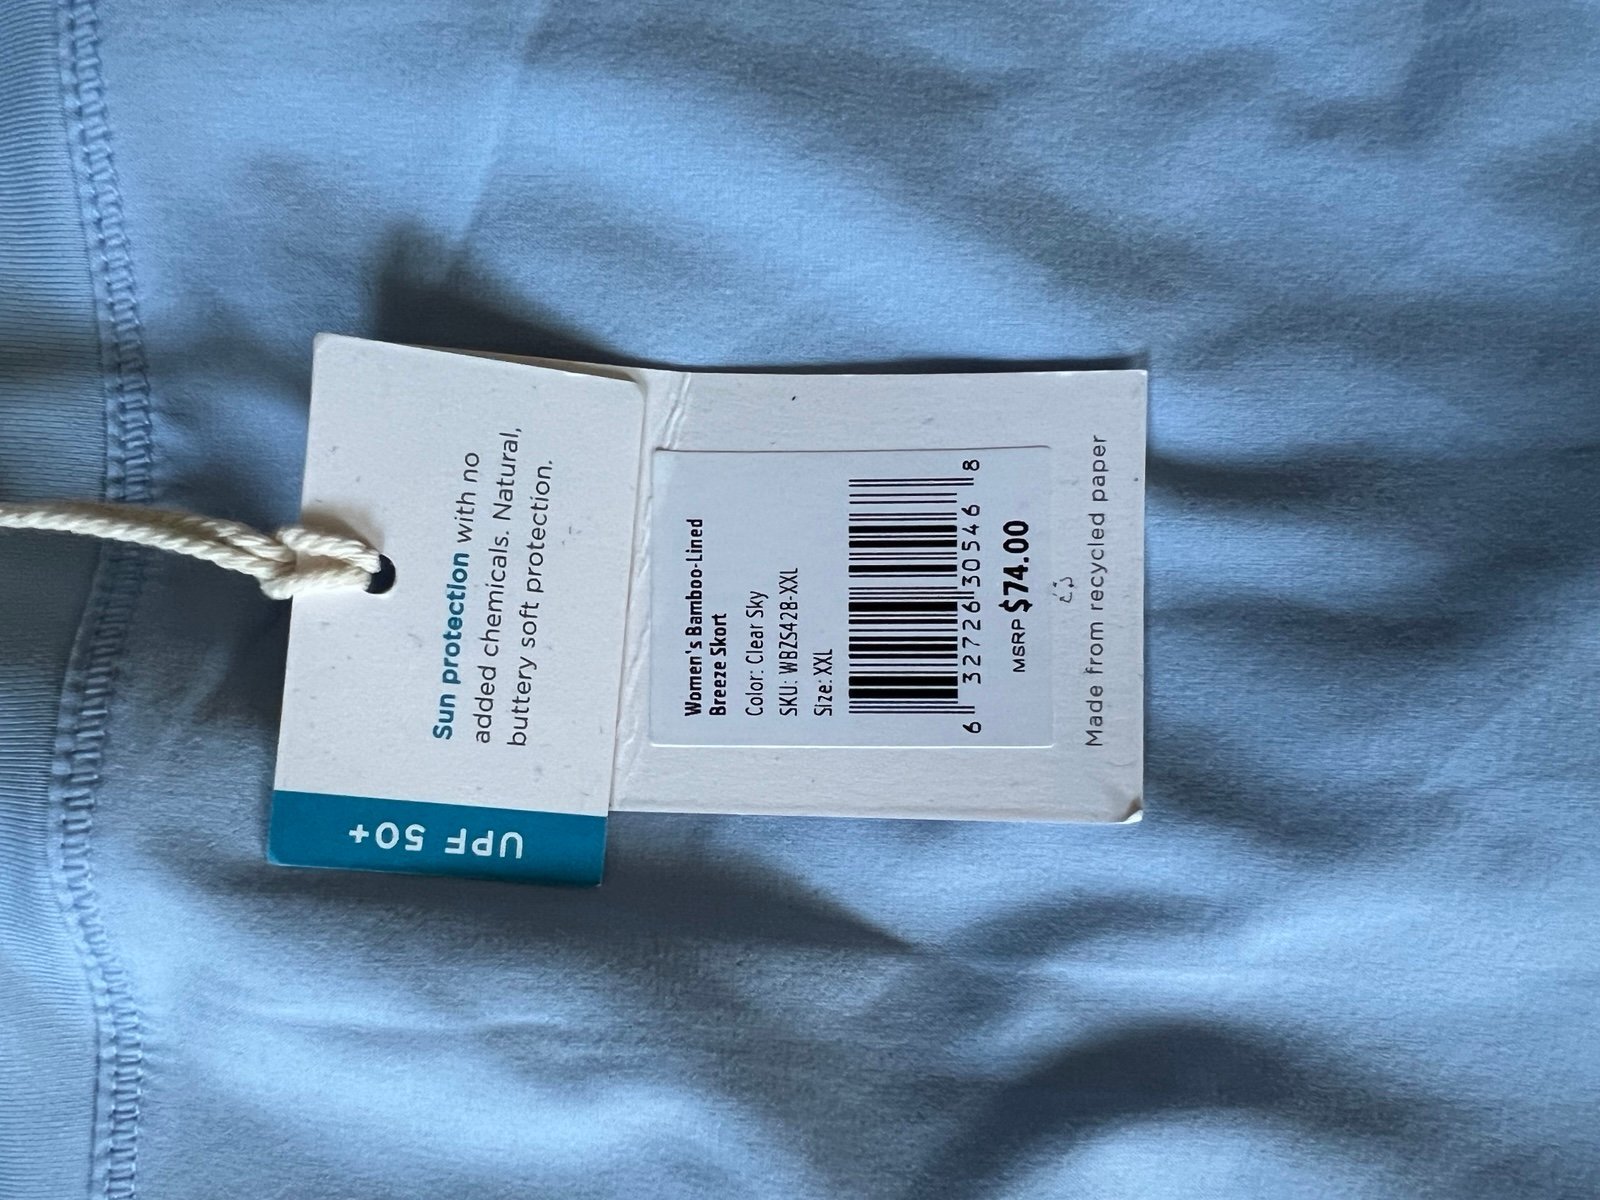 UPF 50+
Sun protection with no
added chemicals. Natural,
buttery soft protection.
Women's Bamboo-Lined
Breeze Skort
Color: Clear Sky
SKU: WBZS428-XXL
Size: XXL
6 32726 30546 8
MSRP $74.00
Made from recycled paper